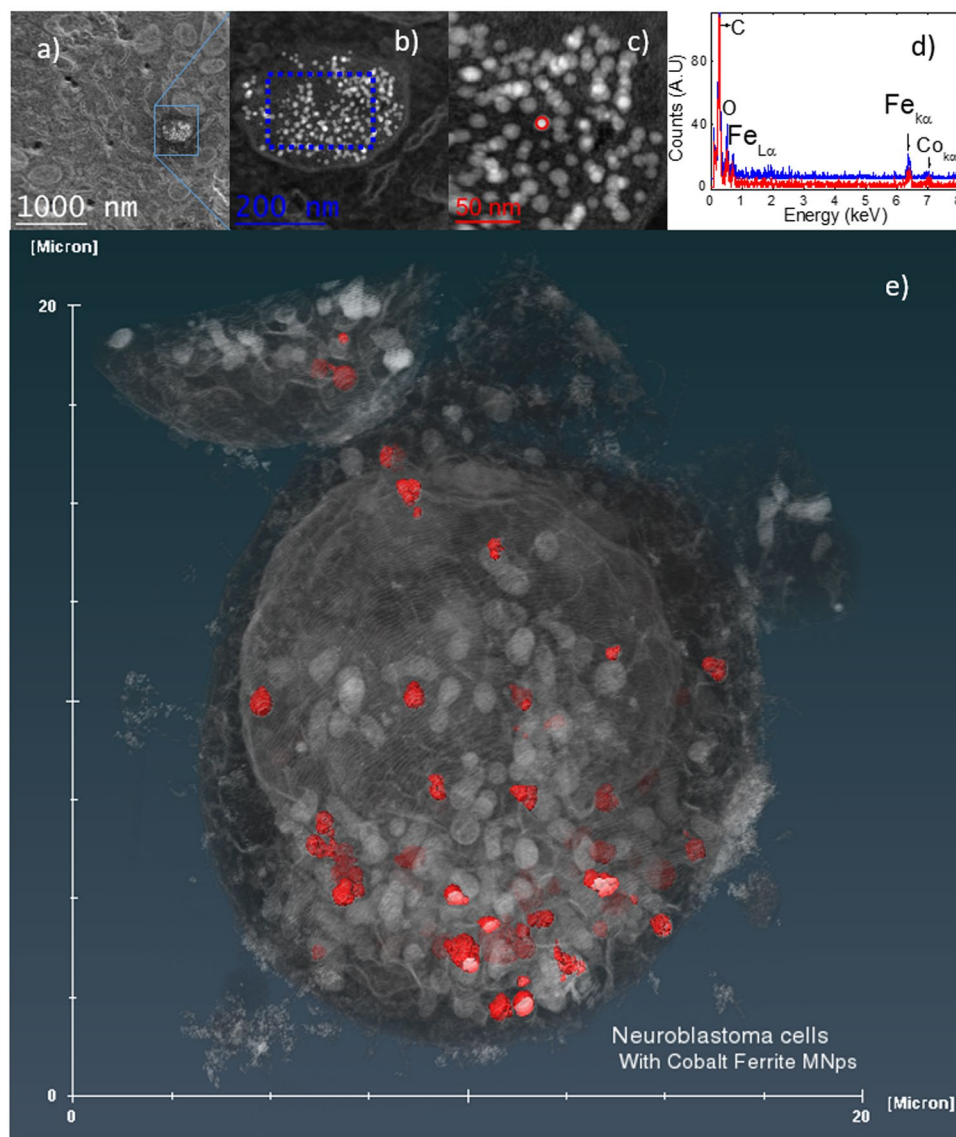 a)
1000 nm
b)
200 nm
c)
50 nm
d)
Counts (A.U)
80
40
0
C
O
Fe
Lα
Fe
kα
Co
kα
0 1 2 3 4 5 6 7 8
Energy (keV)
[Micron]
e)
20
Neuroblastoma cells
With Cobalt Ferrite MNps
0
0
20
[Micron]